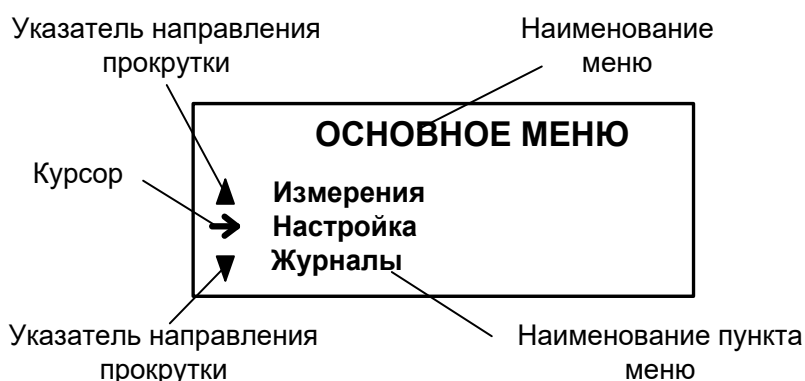 Указатель направления
прокрутки
Наименование
меню
ОСНОВНОЕ МЕНЮ
Курсор
Измерения
Настройка
Журналы
Указатель направления
прокрутки
Наименование пункта
меню